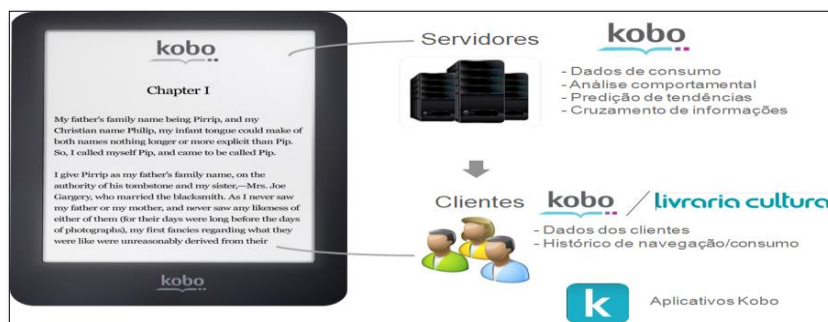 kobo
Chapter I
My father's family name being Pirrip, and my
Christian name Philip, my infant tongue could make of
both names nothing longer or more explicit than Pip.
So, I called myself Pip, and came to be called Pip.
I give Pirrip as my father's family name, on the
authority of his tombstone and my sister,—Mrs. Joe
Gargery, who married the blacksmith. As I never saw
my father or my mother, and never saw any likeness of
either of them (for their days were long before the days
of photographs), my first fancies regarding what they
were like were unreasonably derived from their
kobo
Servidores
kobo
- Dados de consumo
- Análise comportamental
- Predição de tendências
- Cruzamento de informações
Clientes
kobo / livraria cultura
- Dados dos clientes
- Histórico de navegação/consumo
k
Aplicativos Kobo